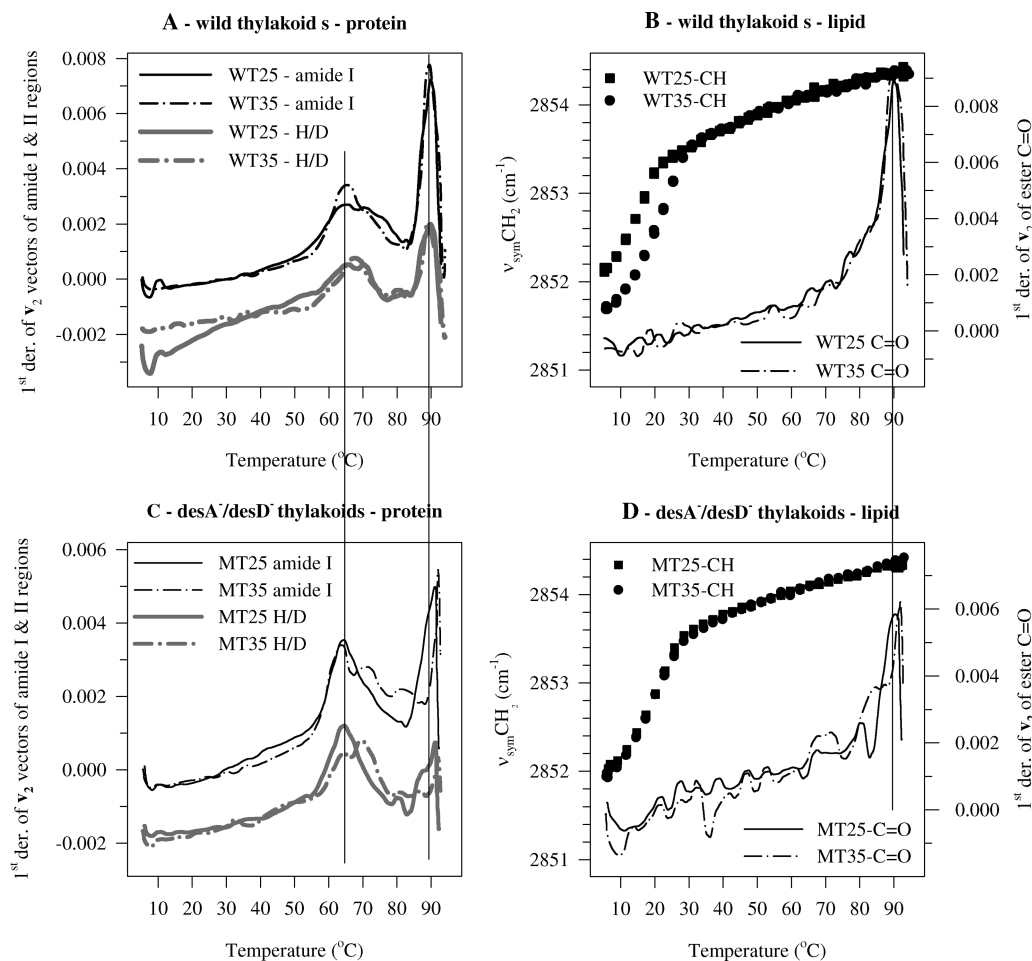 A - wild thylakoid s - protein
1st der. of v2 vectors of amide I & II regions
0.008
0.006
0.004
0.002
0.000
-0.002
WT25 - amide I
WT35 - amide I
WT25 - H/D
WT35 - H/D
10 20 30 40 50 60 70 80 90
Temperature (oC)
B - wild thylakoid s - lipid
νsymCH2 (cm-1)
2854
2853
2852
2851
WT25-CH
WT35-CH
WT25 C=O
WT35 C=O
0.008
0.006
0.004
0.002
0.000
1st der. of v2 of ester C=O
10 20 30 40 50 60 70 80 90
Temperature (oC)
C - desA-/desD- thylakoids - protein
1st der. of v2 vectors of amide I & II regions
0.006
0.004
0.002
0.000
-0.002
MT25 amide I
MT35 amide I
MT25 H/D
MT35 H/D
10 20 30 40 50 60 70 80 90
Temperature (oC)
D - desA-/desD- thylakoids - lipid
νsymCH2 (cm-1)
2854
2853
2852
2851
MT25-CH
MT35-CH
MT25-C=O
MT35-C=O
0.006
0.004
0.002
0.000
1st der. of v2 of ester C=O
10 20 30 40 50 60 70 80 90
Temperature (oC)